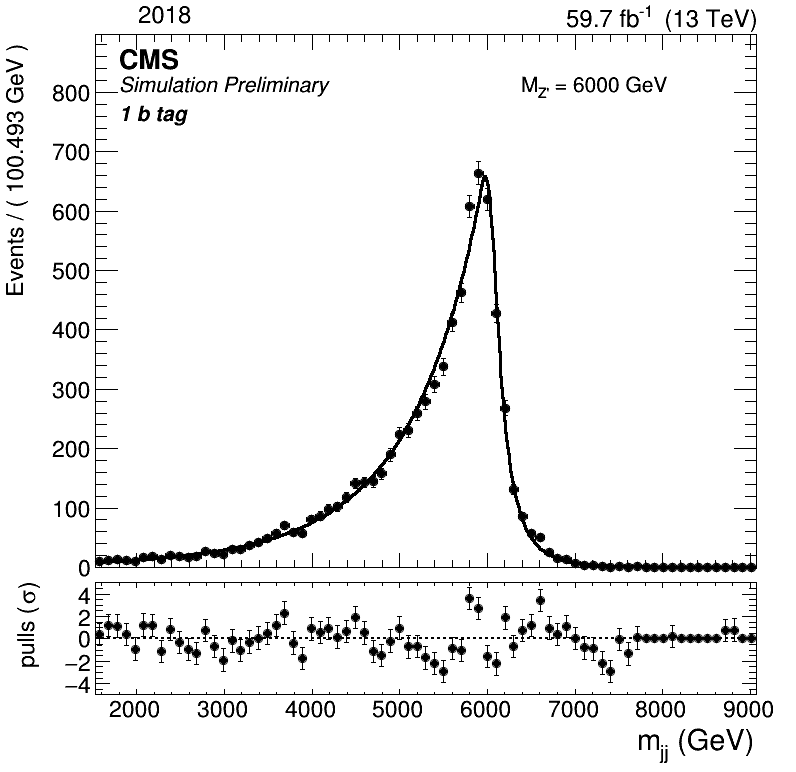 2018 59.7 fb⁻¹ (13 TeV)
CMS
Simulation Preliminary
M_Z' = 6000 GeV
1 b tag
Events / ( 100.493 GeV )
800
700
600
500
400
300
200
100
0
pulls (σ)
4
2
0
−2
−4
2000 3000 4000 5000 6000 7000 8000 9000
m_jj (GeV)